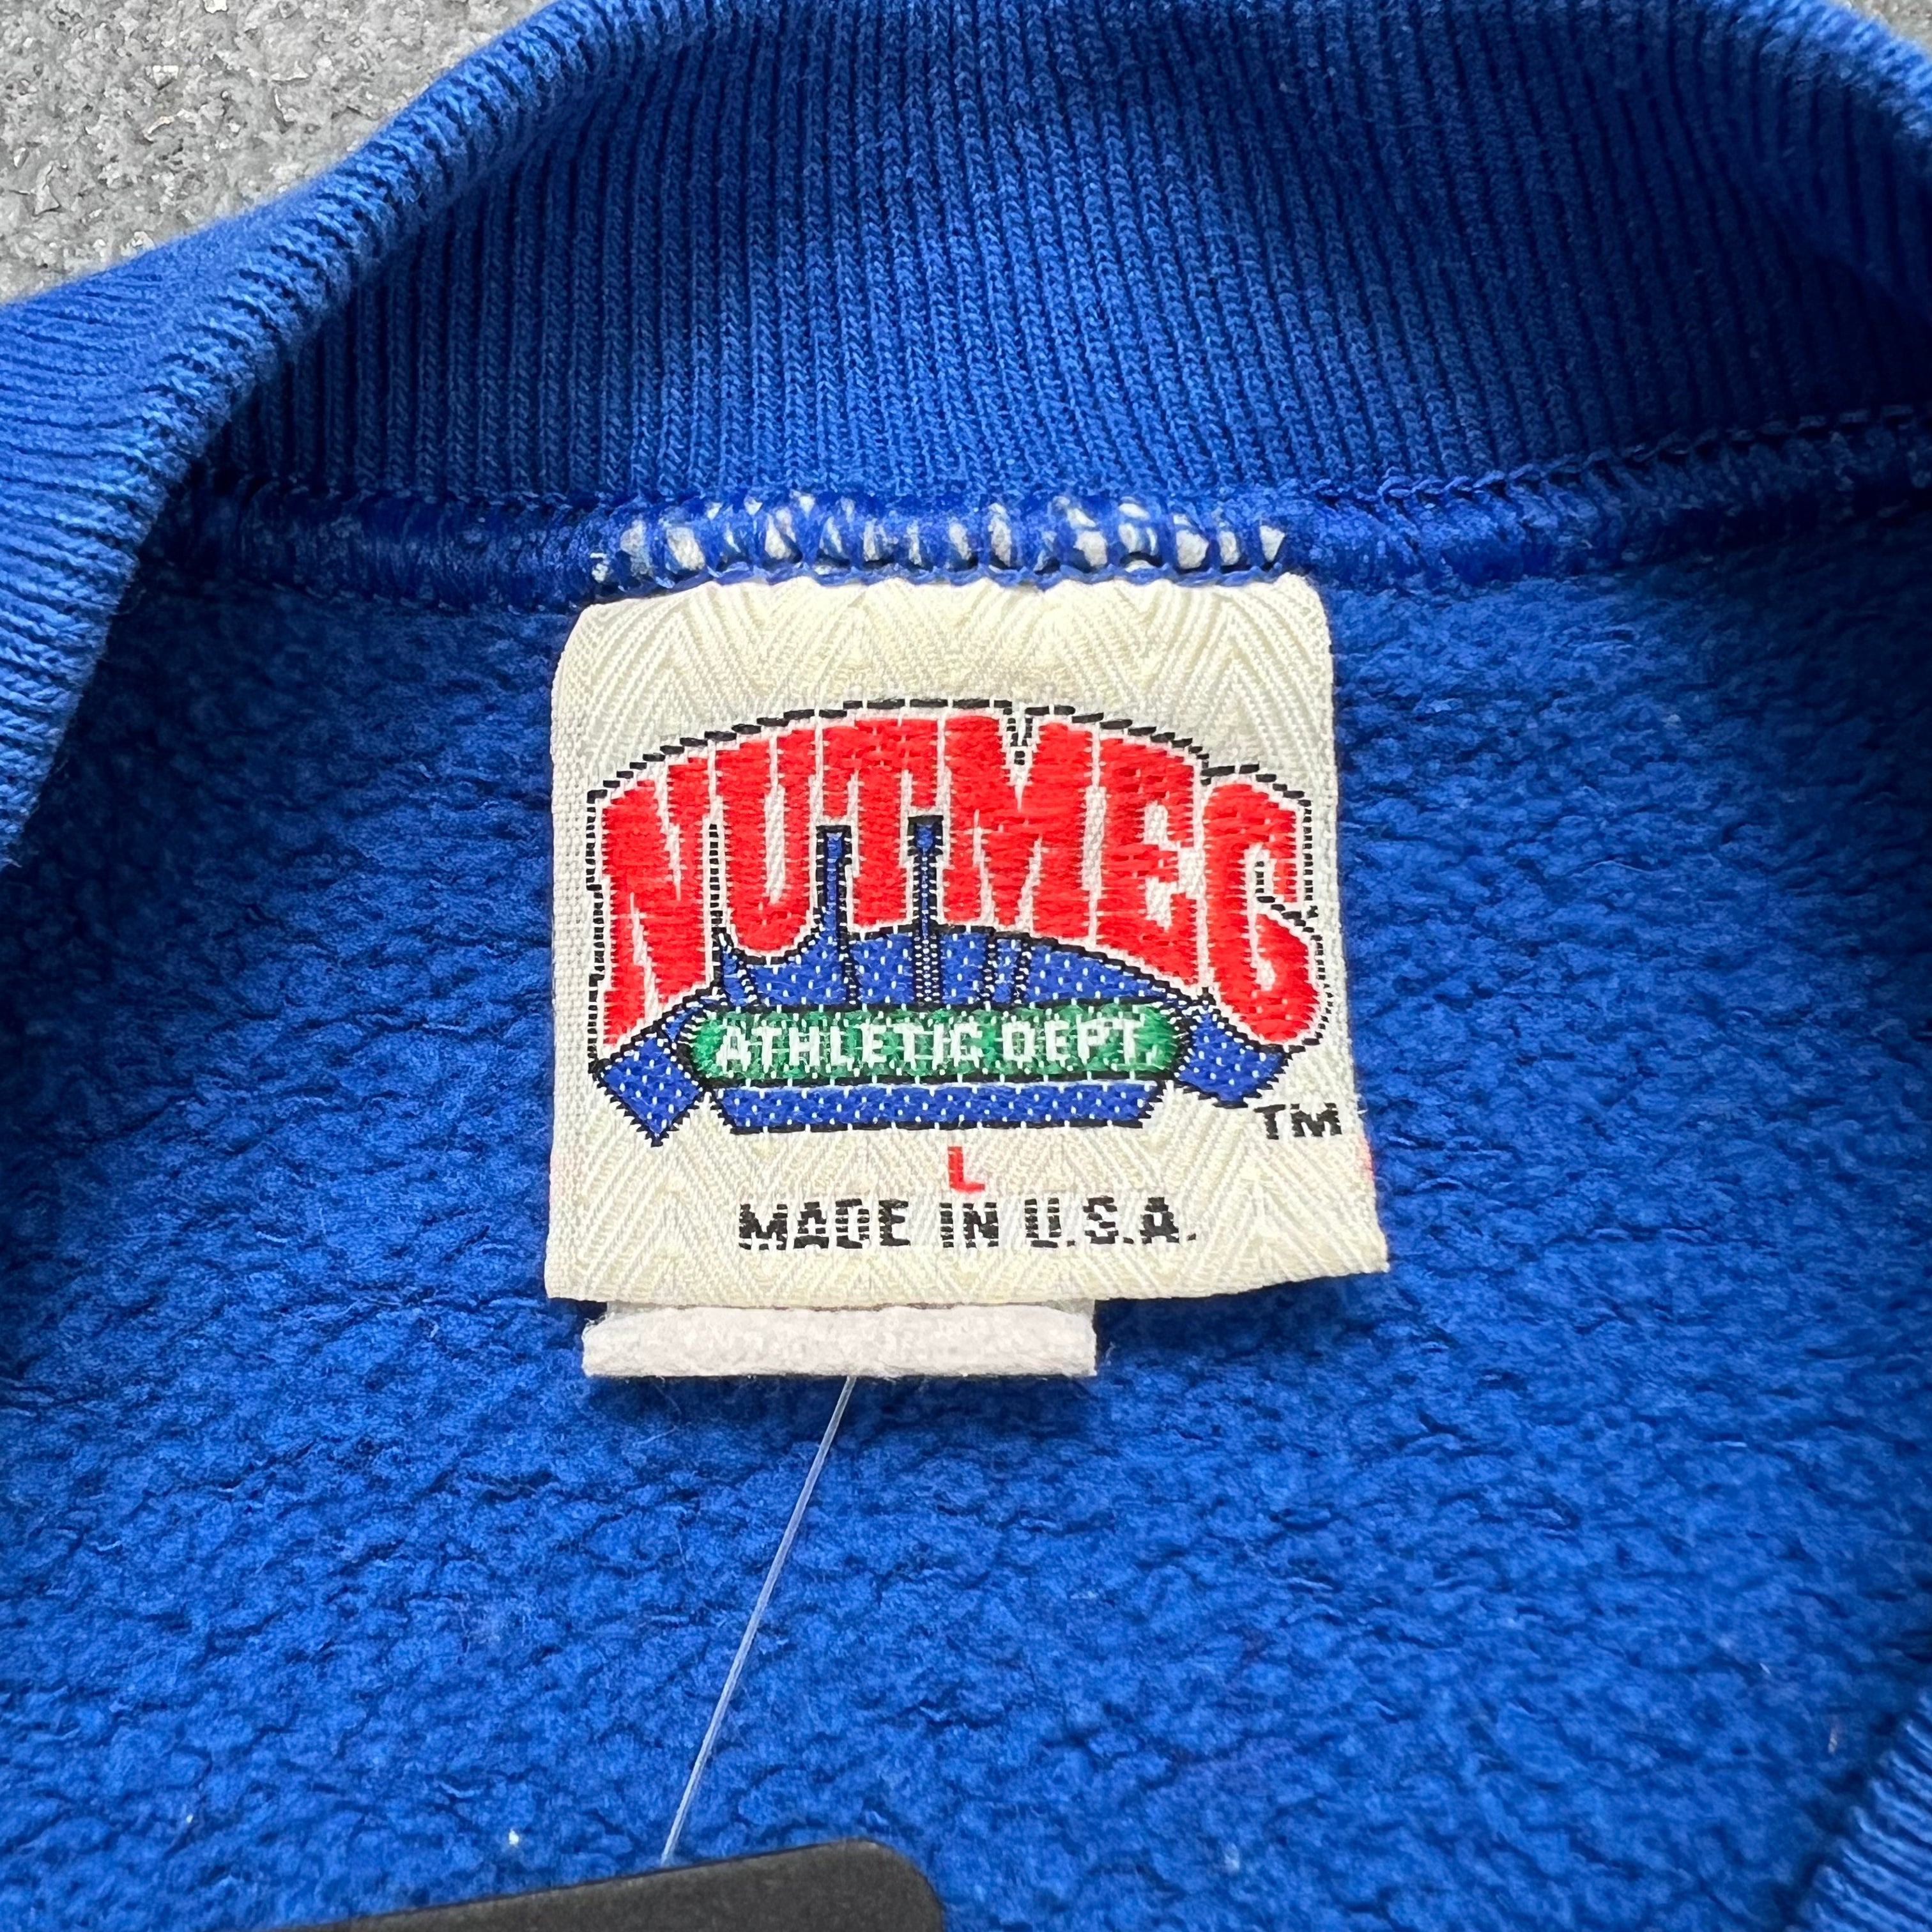 NUTMEG
ATHLETIC DEPT.
TM
L
MADE IN U.S.A.